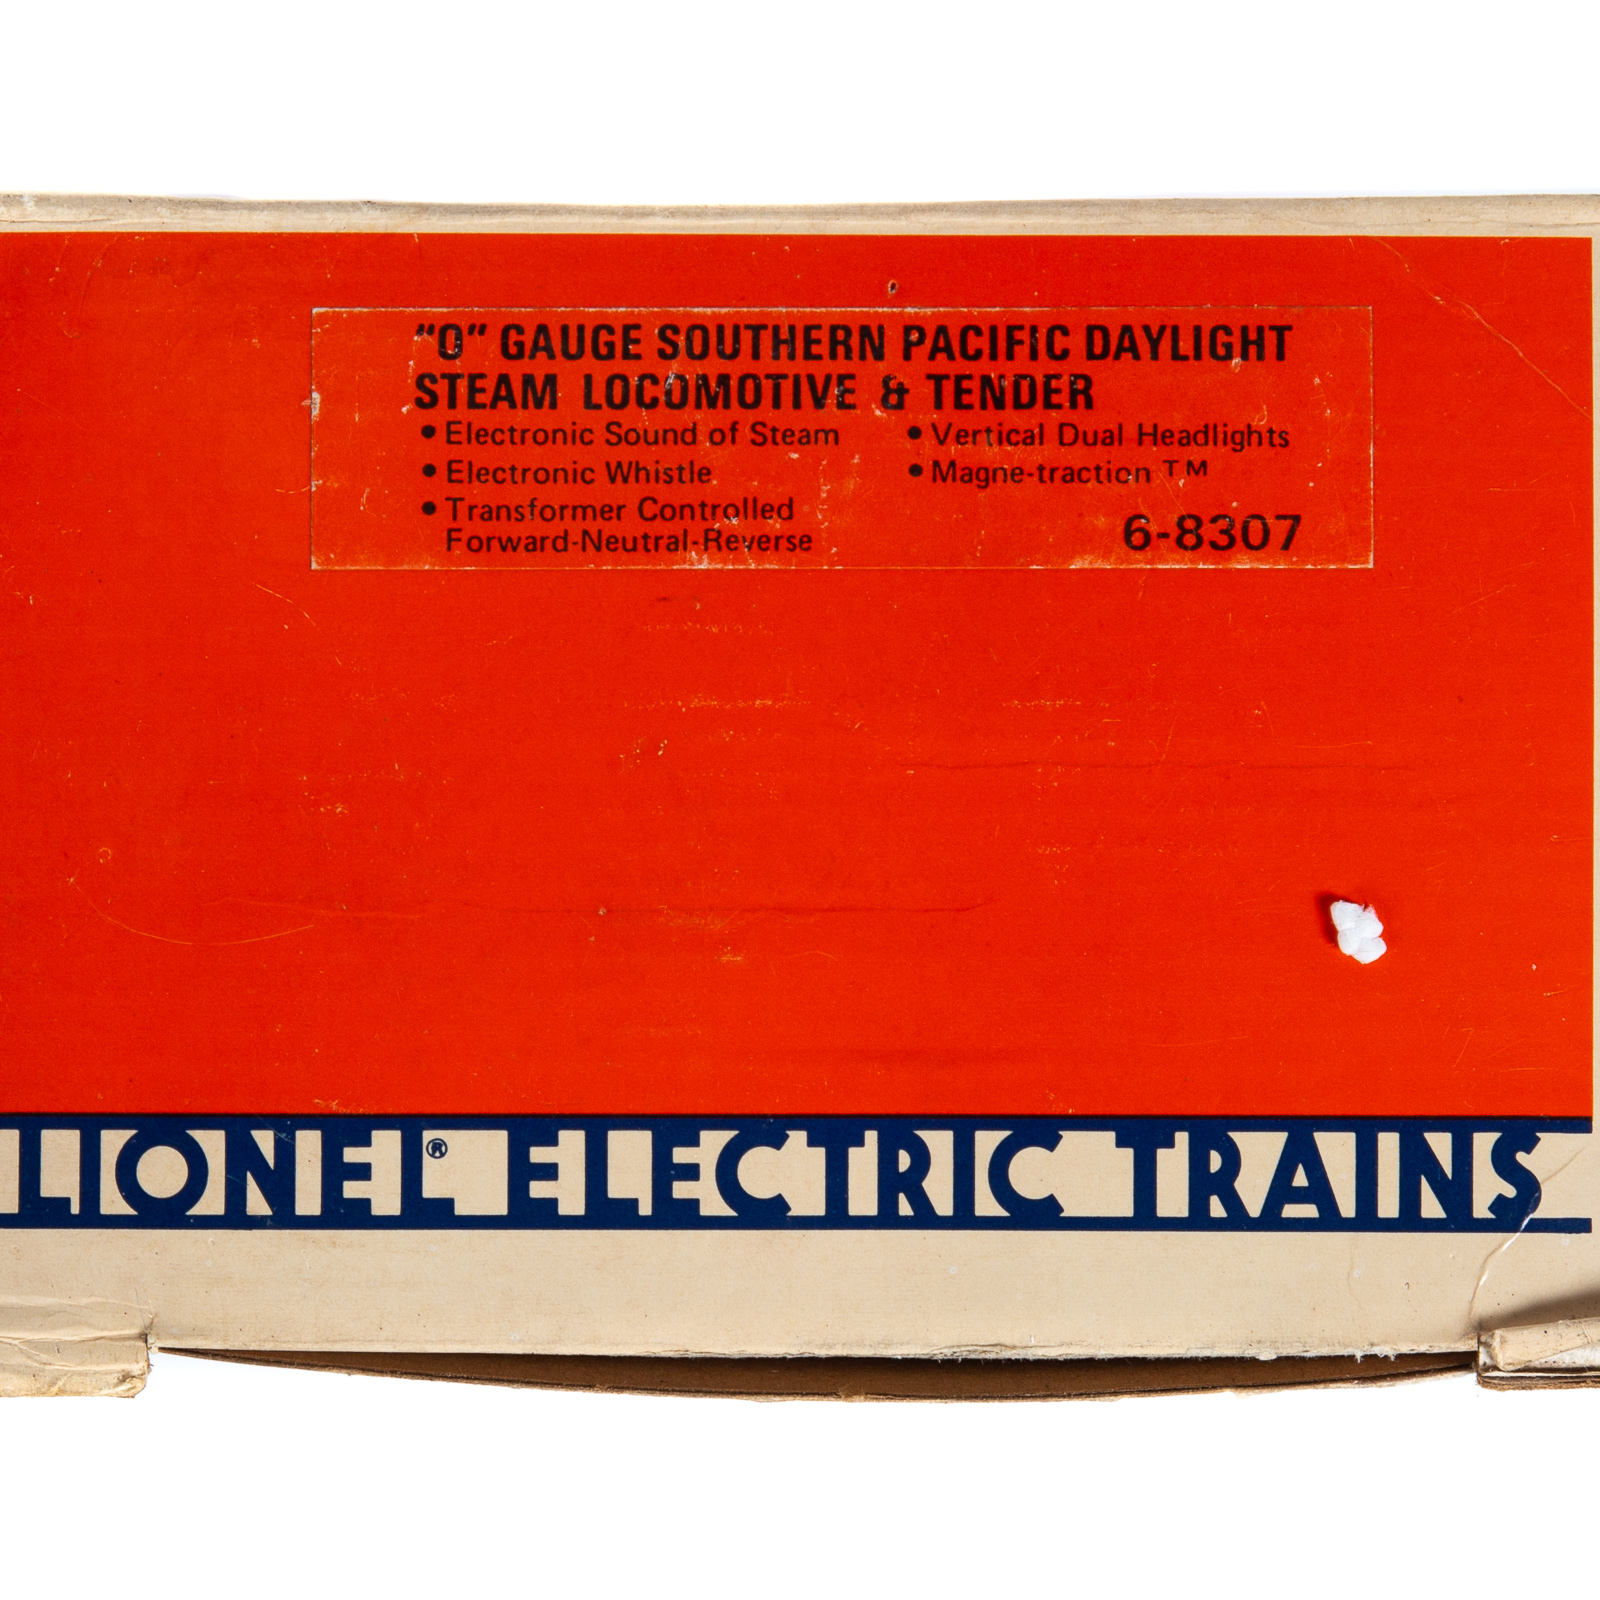 "O" GAUGE SOUTHERN PACIFIC DAYLIGHT
STEAM LOCOMOTIVE & TENDER
• Electronic Sound of Steam
• Electronic Whistle
• Transformer Controlled
Forward-Neutral-Reverse
• Vertical Dual Headlights
• Magne-traction TM
6-8307
LIONEL® ELECTRIC TRAINS